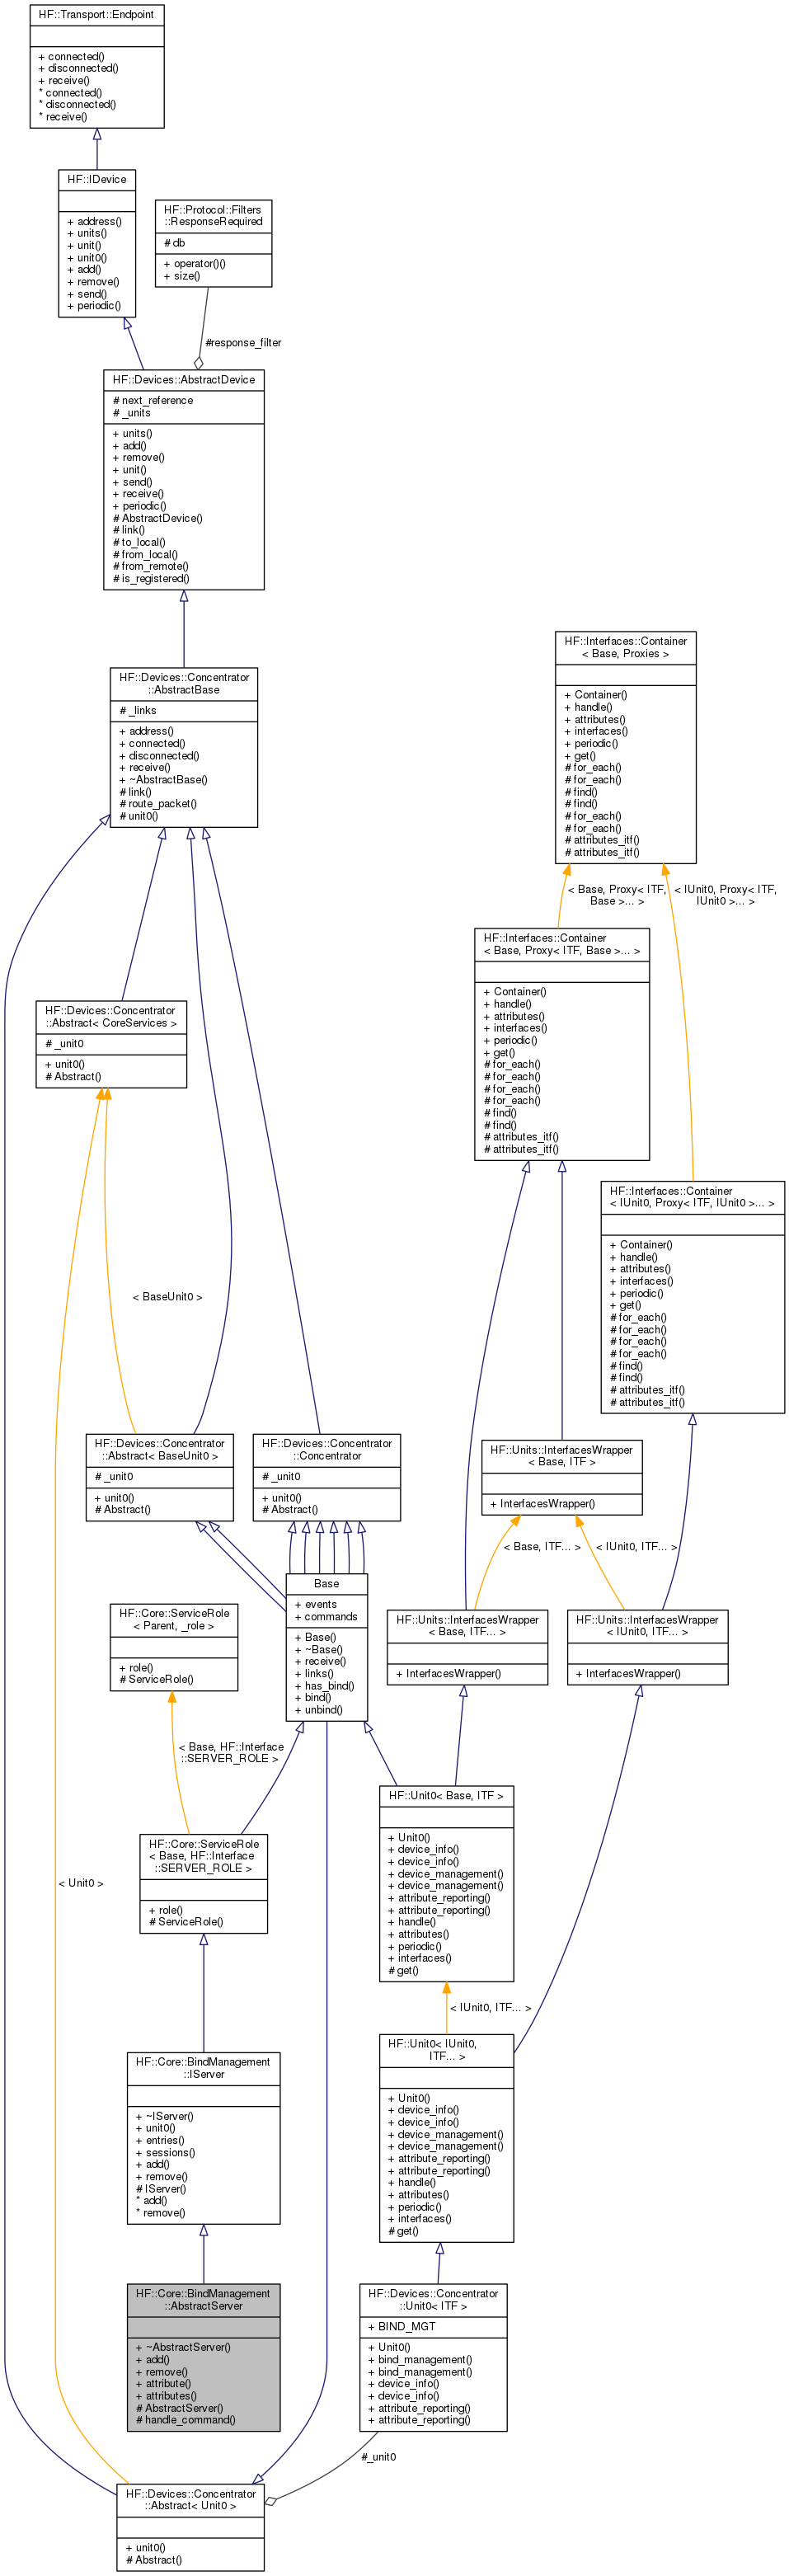 HF::Transport::Endpoint
+ connected()
+ disconnected()
+ receive()
* connected()
* disconnected()
* receive()
HF::IDevice
+ address()
+ units()
+ unit()
+ unit0()
+ add()
+ remove()
+ send()
+ periodic()
HF::Protocol::Filters
::ResponseRequired
# db
+ operator()()
+ size()
#response_filter
HF::Devices::AbstractDevice
# next_reference
# _units
+ units()
+ add()
+ remove()
+ unit()
+ send()
+ receive()
+ periodic()
# AbstractDevice()
# link()
# to_local()
# from_local()
# from_remote()
# is_registered()
HF::Devices::Concentrator
::AbstractBase
# _links
+ address()
+ connected()
+ disconnected()
+ receive()
+ ~AbstractBase()
# link()
# route_packet()
# unit0()
HF::Interfaces::Container
< Base, Proxies >
+ Container()
+ handle()
+ attributes()
+ interfaces()
+ periodic()
+ get()
# for_each()
# for_each()
# find()
# find()
# for_each()
# for_each()
# attributes_itf()
# attributes_itf()
< Base, Proxy< ITF,
Base >... >
< IUnit0, Proxy< ITF,
IUnit0 >... >
HF::Interfaces::Container
< Base, Proxy< ITF, Base >... >
+ Container()
+ handle()
+ attributes()
+ interfaces()
+ periodic()
+ get()
# for_each()
# for_each()
# for_each()
# for_each()
# find()
# find()
# attributes_itf()
# attributes_itf()
HF::Devices::Concentrator
::Abstract< CoreServices >
# _unit0
+ unit0()
# Abstract()
HF::Interfaces::Container
< IUnit0, Proxy< ITF, IUnit0 >... >
+ Container()
+ handle()
+ attributes()
+ interfaces()
+ periodic()
+ get()
# for_each()
# for_each()
# for_each()
# for_each()
# find()
# find()
# attributes_itf()
# attributes_itf()
< BaseUnit0 >
HF::Devices::Concentrator
::Abstract< BaseUnit0 >
# _unit0
+ unit0()
# Abstract()
HF::Devices::Concentrator
::Concentrator
# _unit0
+ unit0()
# Abstract()
HF::Units::InterfacesWrapper
< Base, ITF >
+ InterfacesWrapper()
< Base, ITF... >
< IUnit0, ITF... >
Base
+ events
+ commands
+ Base()
+ ~Base()
+ receive()
+ links()
+ has_bind()
+ bind()
+ unbind()
HF::Core::ServiceRole
< Parent, _role >
+ role()
# ServiceRole()
HF::Units::InterfacesWrapper
< Base, ITF... >
+ InterfacesWrapper()
HF::Units::InterfacesWrapper
< IUnit0, ITF... >
+ InterfacesWrapper()
< Base, HF::Interface
::SERVER_ROLE >
HF::Unit0< Base, ITF >
+ Unit0()
+ device_info()
+ device_info()
+ device_management()
+ device_management()
+ attribute_reporting()
+ attribute_reporting()
+ handle()
+ attributes()
+ periodic()
+ interfaces()
# get()
HF::Core::ServiceRole
< Base, HF::Interface
::SERVER_ROLE >
+ role()
# ServiceRole()
< Unit0 >
< IUnit0, ITF... >
HF::Unit0< IUnit0,
ITF... >
+ Unit0()
+ device_info()
+ device_info()
+ device_management()
+ device_management()
+ attribute_reporting()
+ attribute_reporting()
+ handle()
+ attributes()
+ periodic()
+ interfaces()
# get()
HF::Core::BindManagement
::IServer
+ ~IServer()
+ unit0()
+ entries()
+ sessions()
+ add()
+ remove()
# IServer()
* add()
* remove()
HF::Core::BindManagement
::AbstractServer
+ ~AbstractServer()
+ add()
+ remove()
+ attribute()
+ attributes()
# AbstractServer()
# handle_command()
HF::Devices::Concentrator
::Unit0< ITF >
+ BIND_MGT
+ Unit0()
+ bind_management()
+ bind_management()
+ device_info()
+ device_info()
+ attribute_reporting()
+ attribute_reporting()
#_unit0
HF::Devices::Concentrator
::Abstract< Unit0 >
+ unit0()
# Abstract()